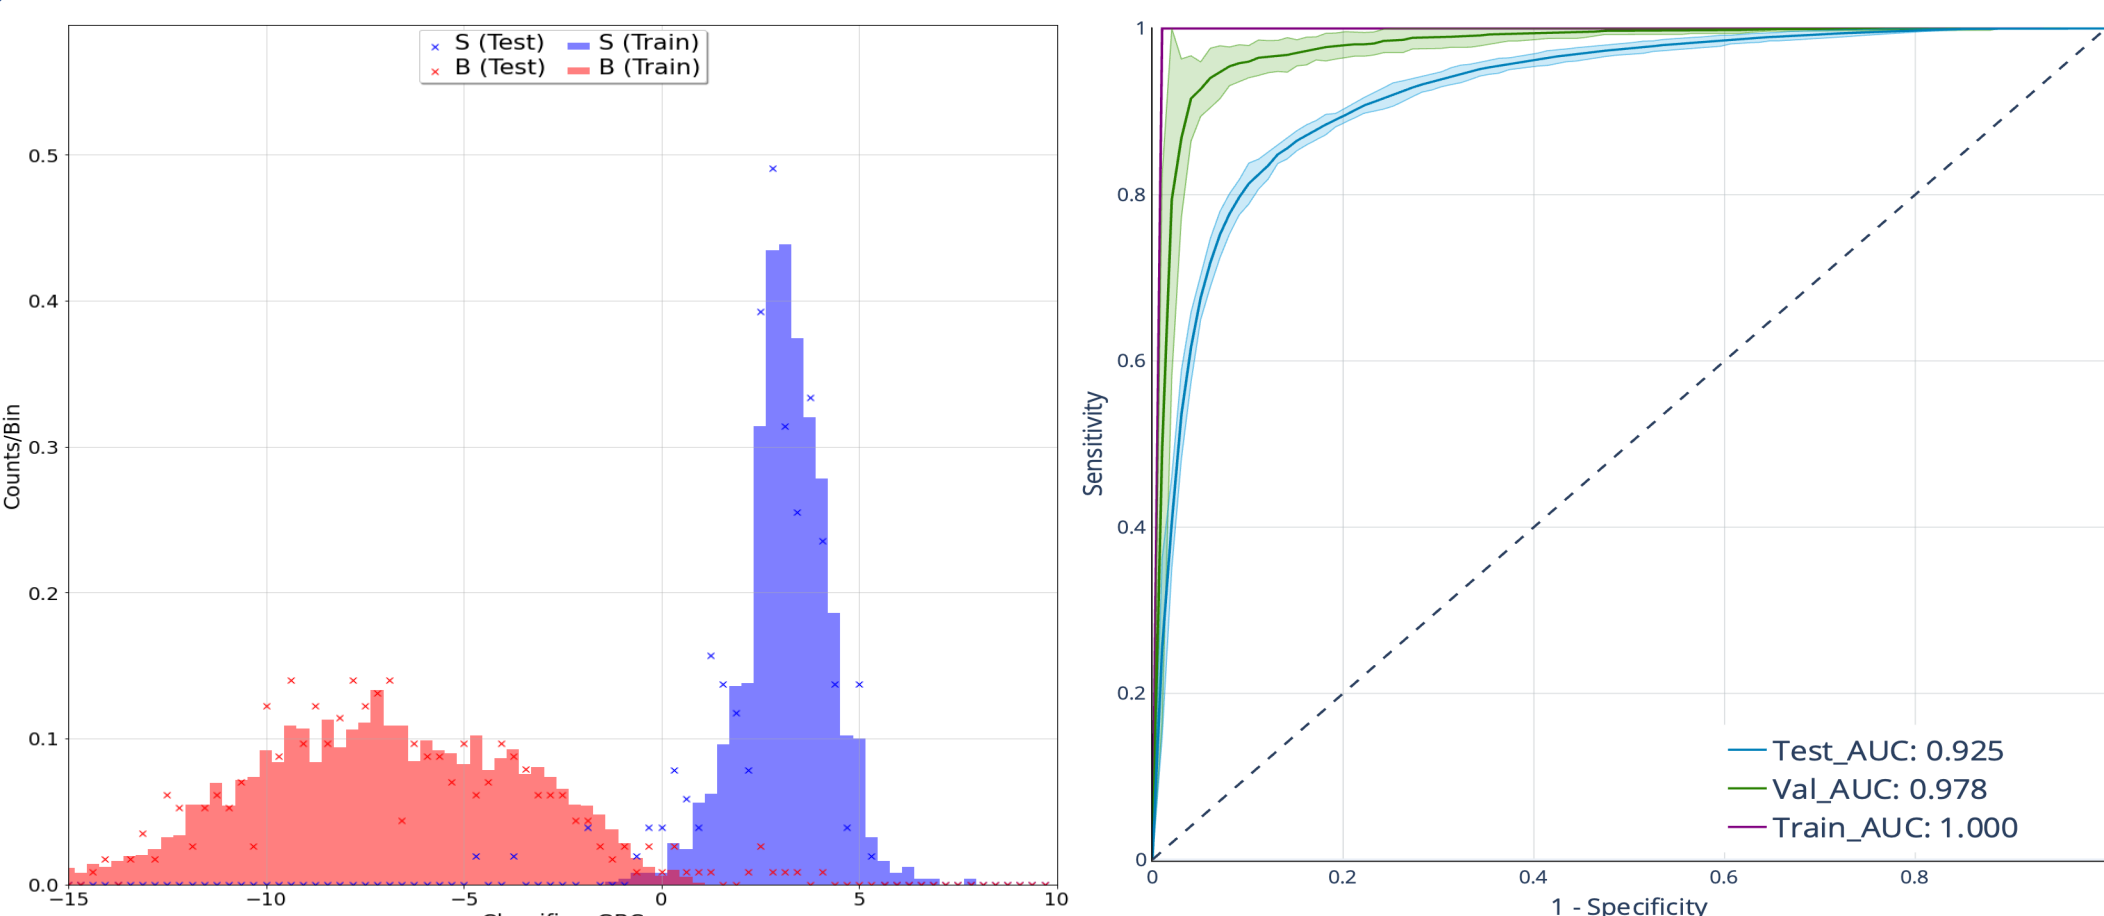 S (Test) S (Train)
B (Test) B (Train)
0.5
0.4
0.3
0.2
0.1
0.0
Counts/Bin
−15 −10 −5 0 5 10
1
0.8
0.6
0.4
0.2
0
Sensitivity
Test_AUC: 0.925
Val_AUC: 0.978
Train_AUC: 1.000
0 0.2 0.4 0.6 0.8
1 - Specificity